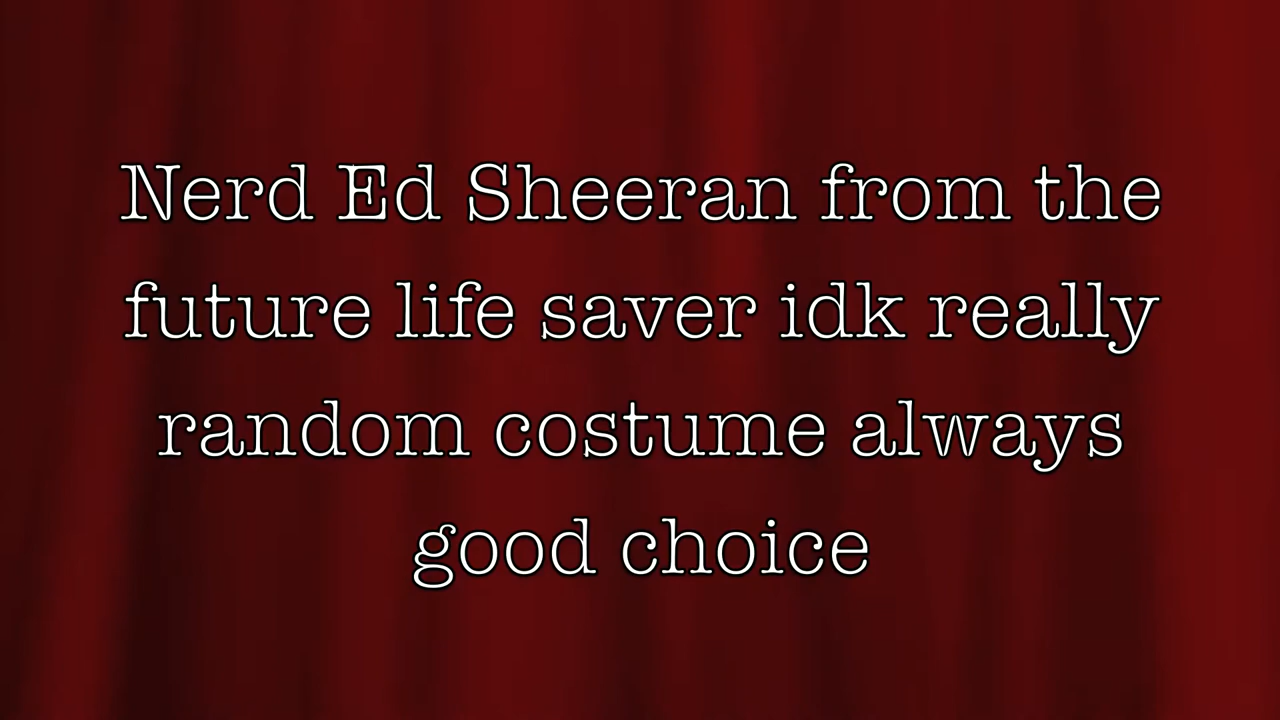 Nerd Ed Sheeran from the
future life saver idk really
random costume always
good choice